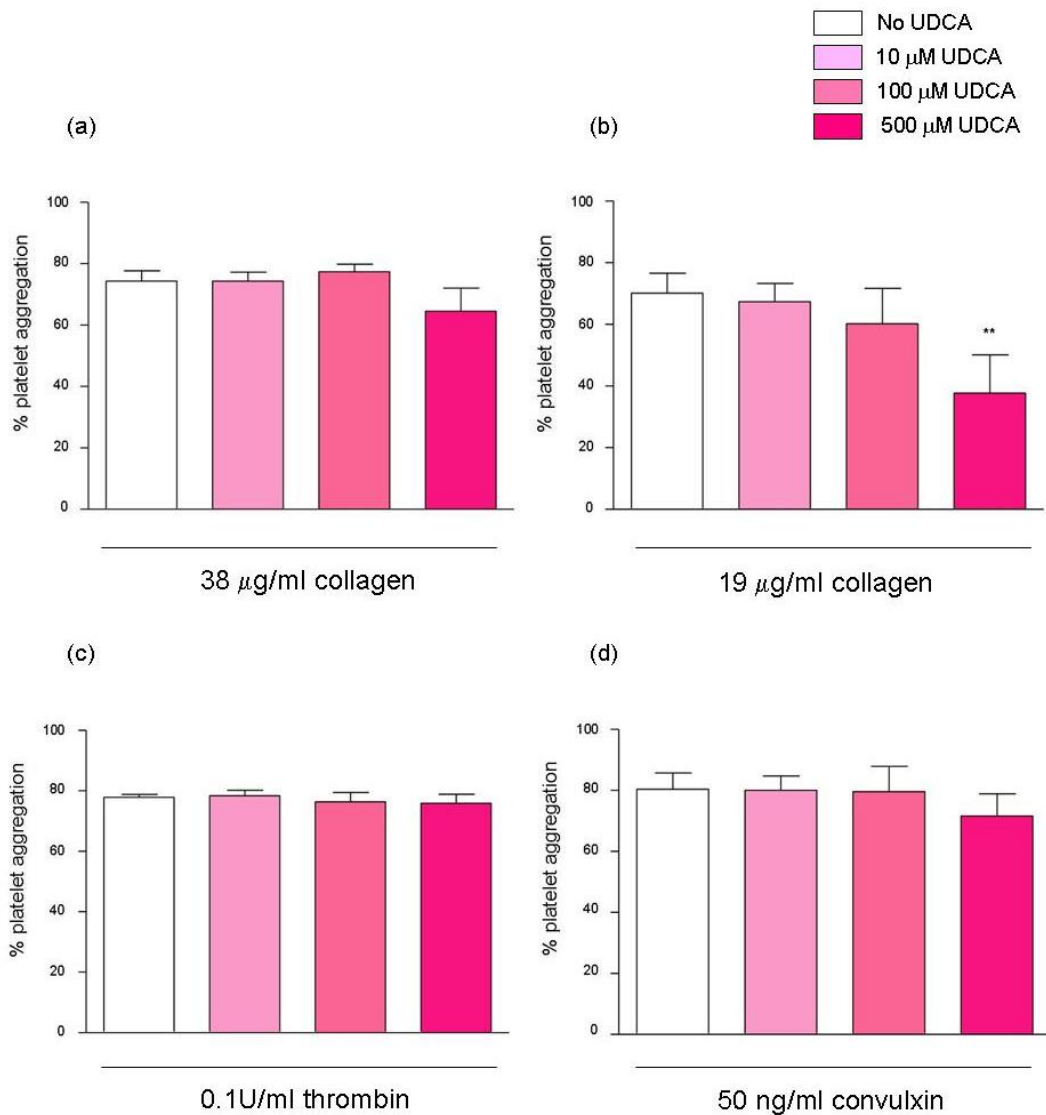 No UDCA
10 μM UDCA
100 μM UDCA
500 μM UDCA
(a)
100
80
60
40
20
0
% platelet aggregation
38 μg/ml collagen
(b)
100
80
60
40
20
0
% platelet aggregation
**
19 μg/ml collagen
(c)
100
80
60
40
20
0
% platelet aggregation
0.1U/ml thrombin
(d)
100
80
60
40
20
0
% platelet aggregation
50 ng/ml convulxin